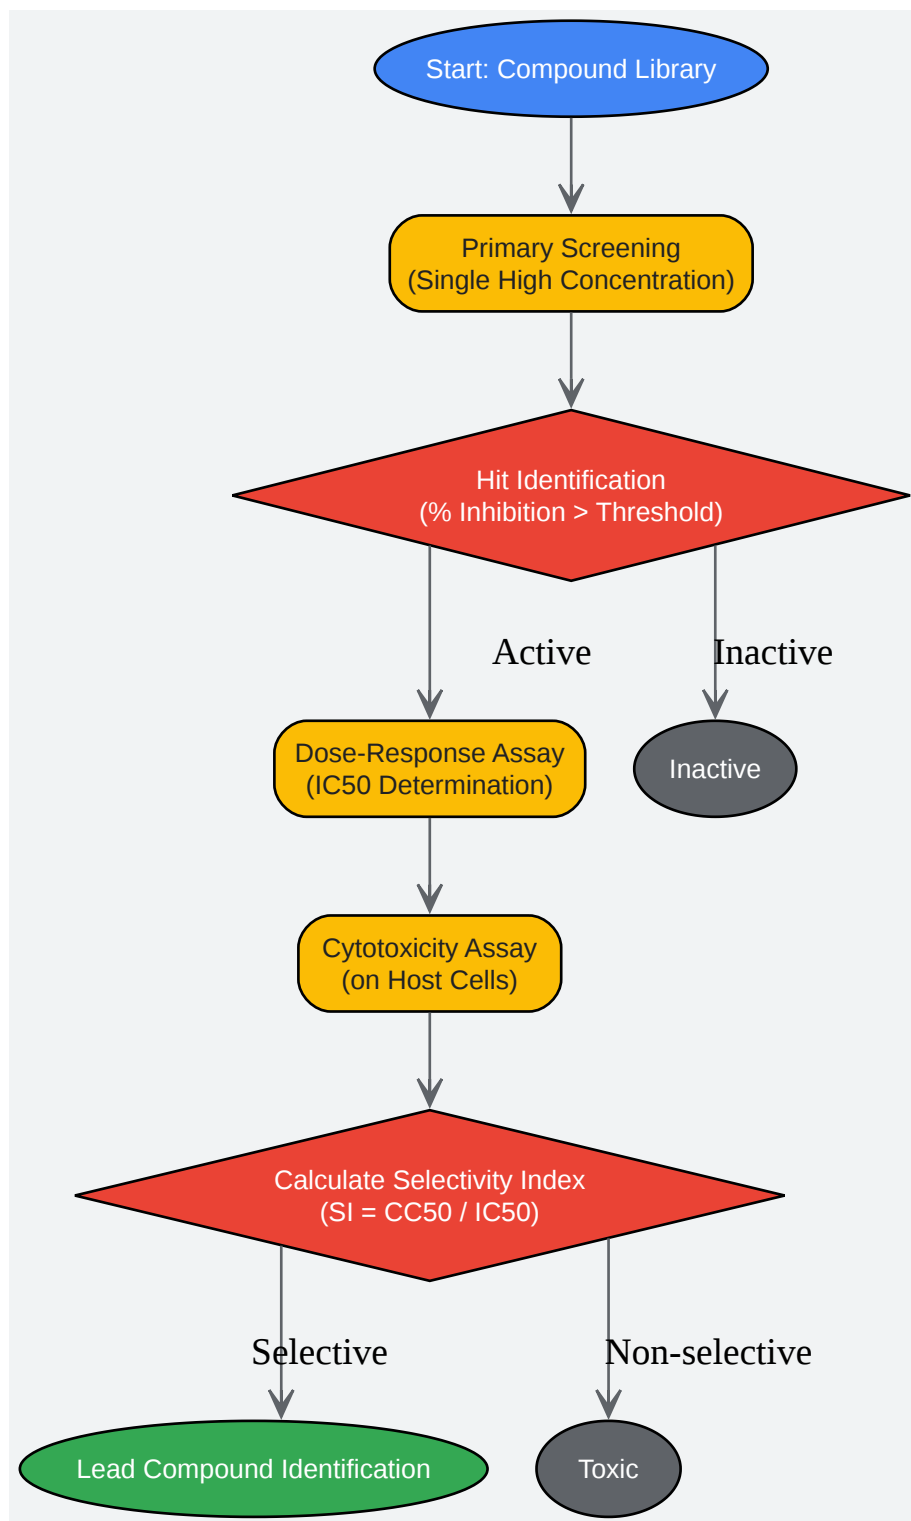 Start: Compound Library
Primary Screening
(Single High Concentration)
Hit Identification
(% Inhibition > Threshold)
Active
Inactive
Dose-Response Assay
(IC50 Determination)
Inactive
Cytotoxicity Assay
(on Host Cells)
Calculate Selectivity Index
(SI = CC50 / IC50)
Selective
Non-selective
Lead Compound Identification
Toxic